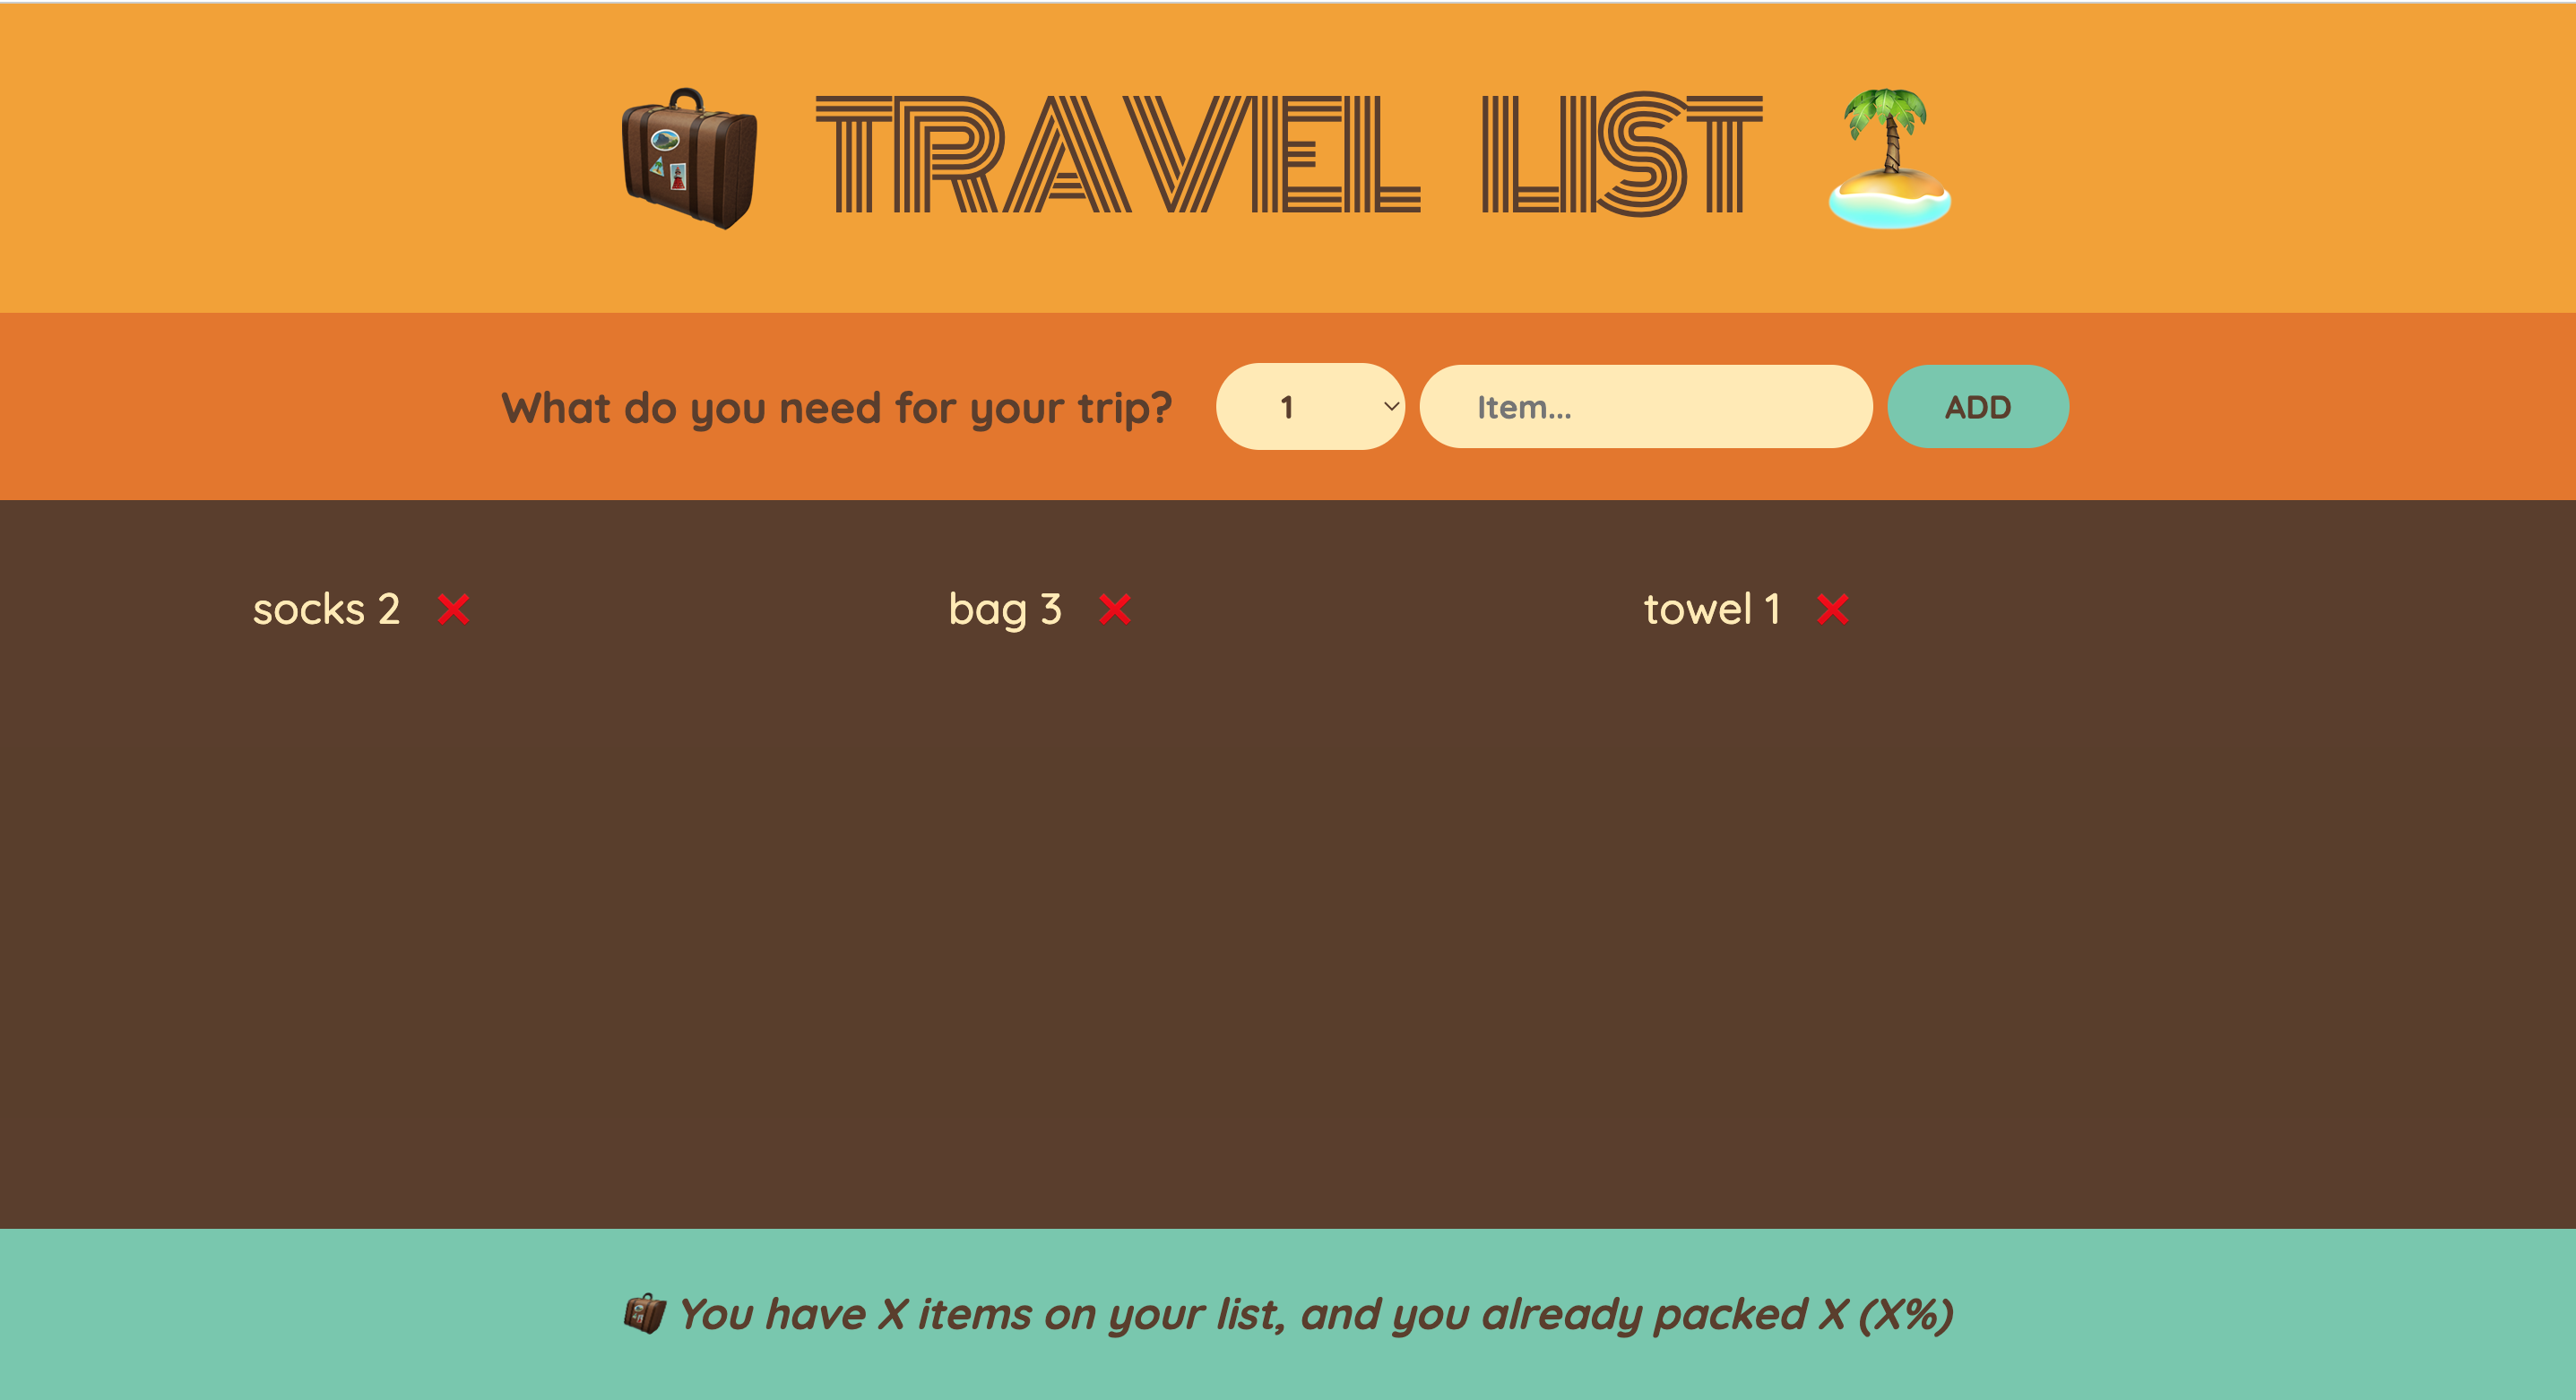 TRAVEL LIST
What do you need for your trip? 1 Item... ADD
socks 2 ❌ bag 3 ❌ towel 1 ❌
You have X items on your list, and you already packed X (X%)